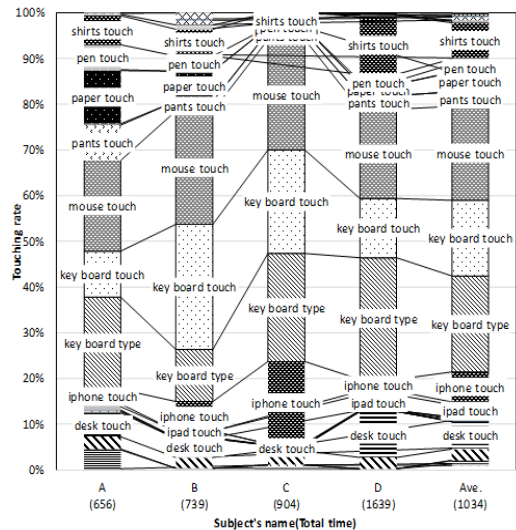 100%
90%
80%
70%
60%
50%
40%
30%
20%
10%
0%
Touching rate
shirts touch
pen touch
paper touch
pants touch
mouse touch
key board touch
key board type
iphone touch
desk touch
shirts touch
pen touch
paper touch
pants touch
mouse touch
key board touch
key board type
iphone touch
ipad touch
desk touch
shirts touch
pen touch
pants touch
mouse touch
key board touch
key board type
iphone touch
desk touch
shirts touch
pen touch
paper touch
pants touch
mouse touch
key board touch
key board type
iphone touch
ipad touch
desk touch
shirts touch
pen touch
paper touch
pants touch
mouse touch
key board touch
key board type
iphone touch
ipad touch
desk touch
A B C D Ave.
(656) (739) (904) (1639) (1034)
Subject's name(Total time)